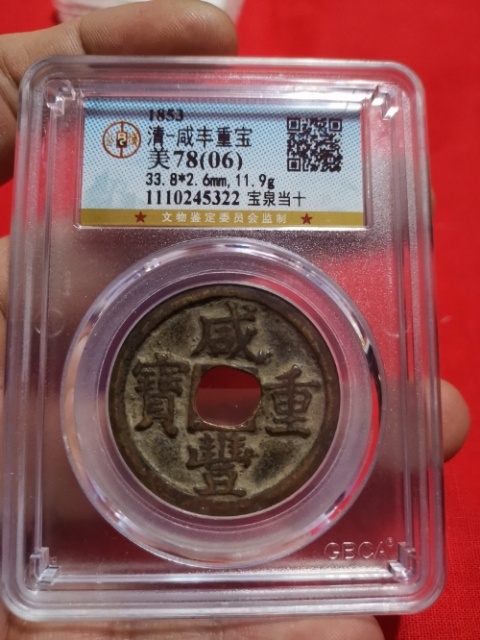 1853
清-咸丰重宝
美78(06)
33.8*2.6mm,11.9g
1110245322 宝泉当十
★ 文物鉴定委员会监制 ★
咸
寶 重
豐
GBCA